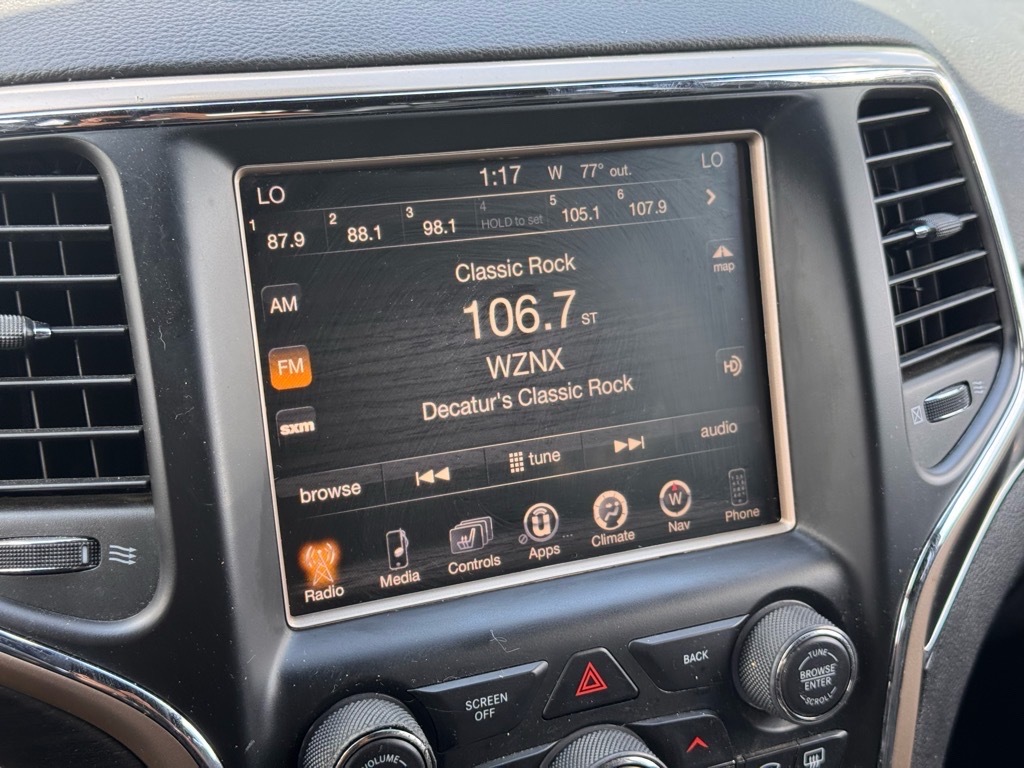 LO 1:17 W 77° out. LO
1 87.9 2 88.1 3 98.1 4 HOLD to set 5 105.1 6 107.9
Classic Rock
map
AM
106.7 ST
WZNX
FM
HD
Decatur's Classic Rock
sxm
browse tune audio
Radio Media Controls Apps Climate W Nav Phone
SCREEN
OFF
BACK
TUNE
BROWSE
ENTER
SCROLL
VOLUME